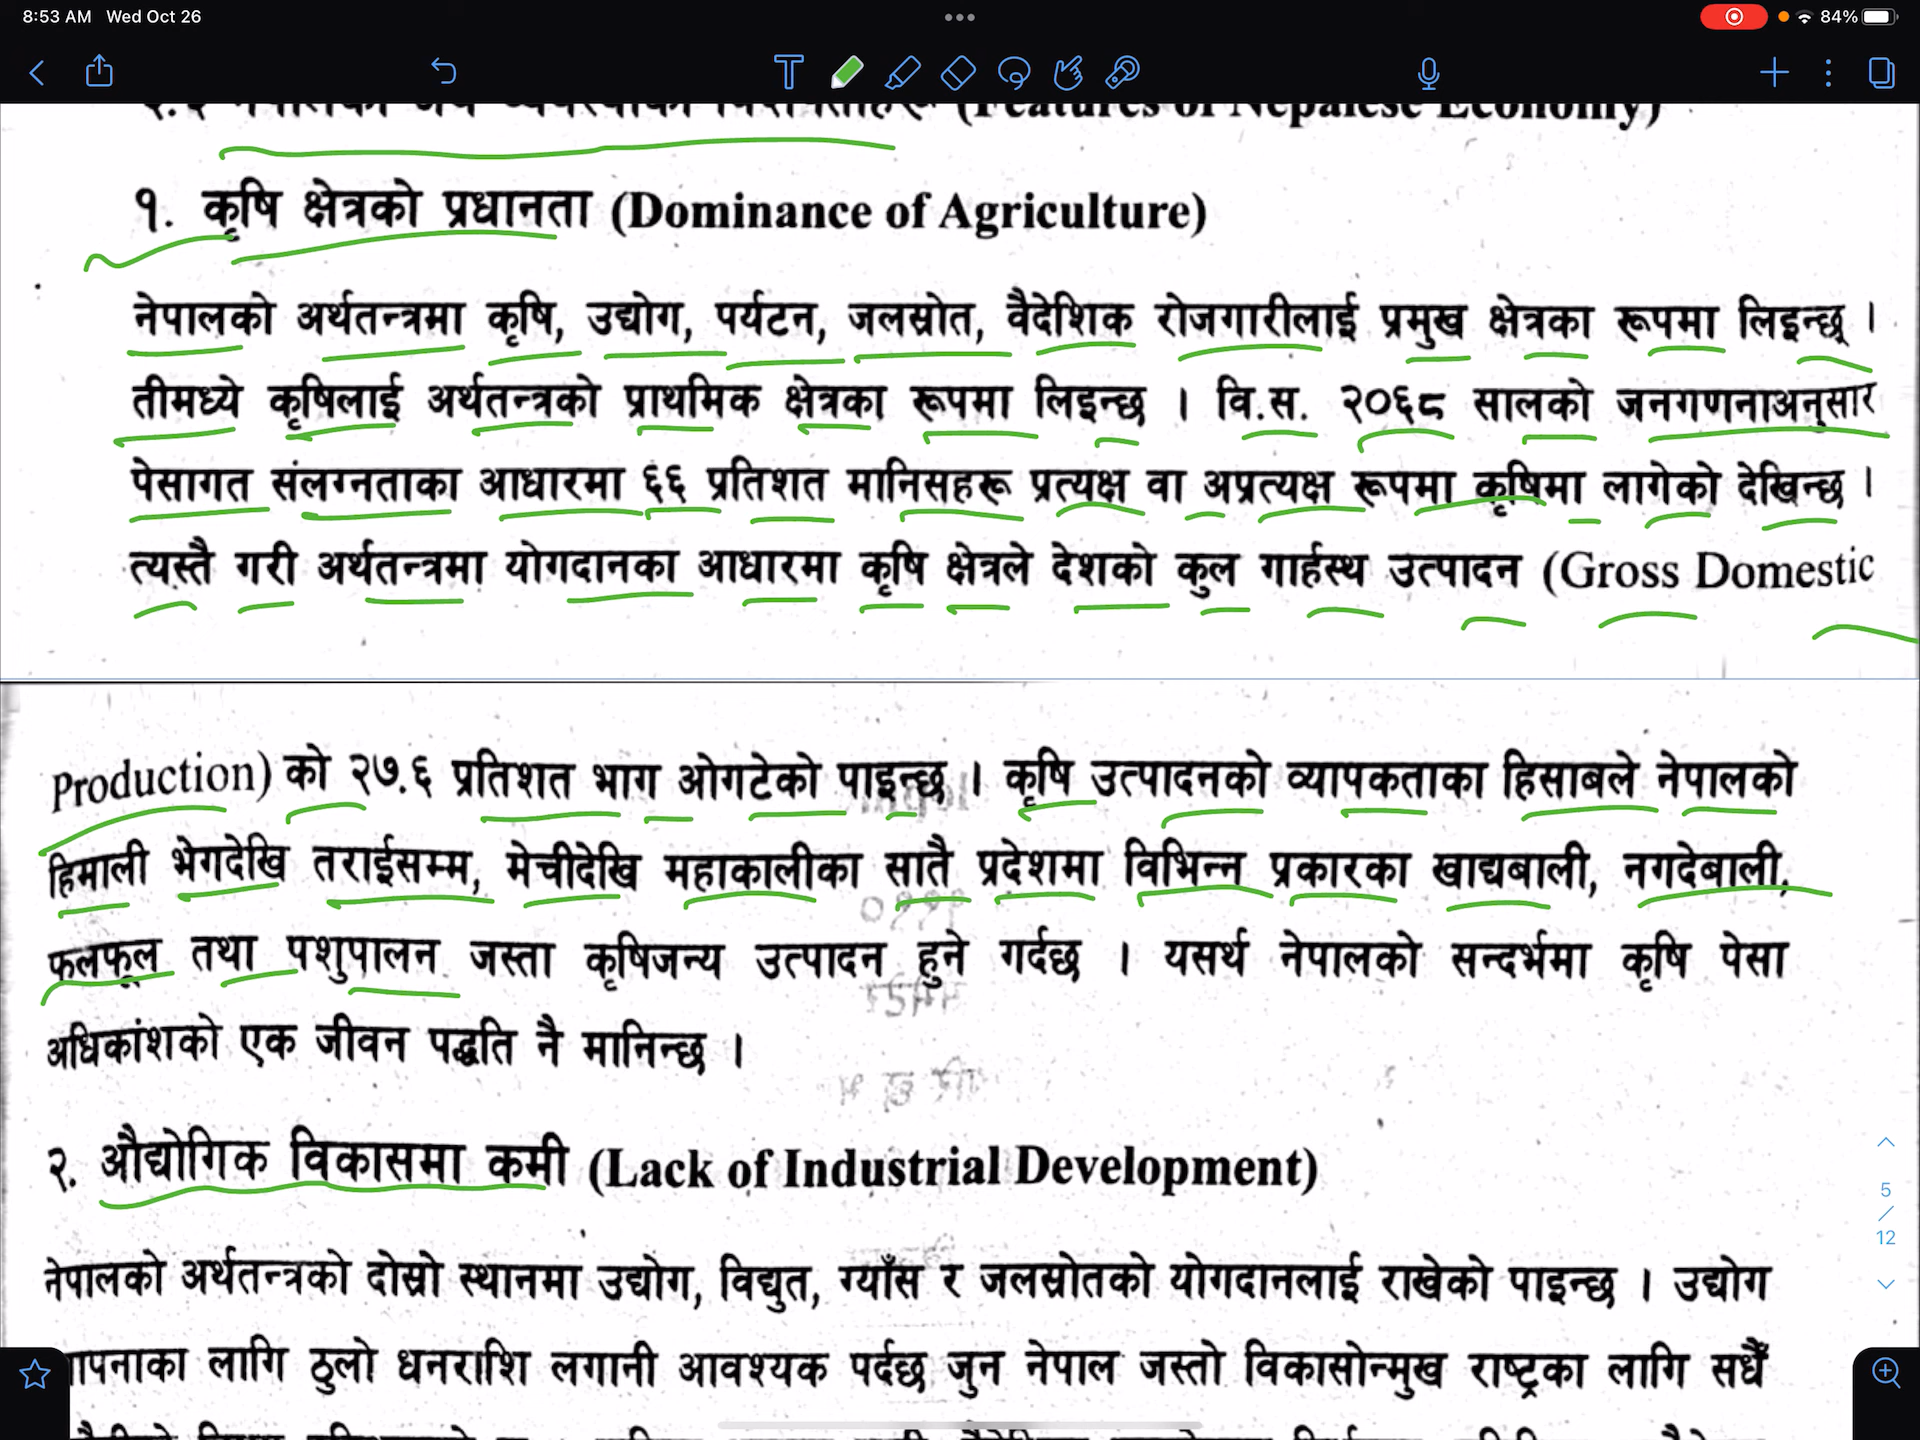 8:53 AM Wed Oct 26
84%
(Features of Nepalese Economy)
१. कृषि क्षेत्रको प्रधानता (Dominance of Agriculture)
नेपालको अर्थतन्त्रमा कृषि, उद्योग, पर्यटन, जलस्रोत, वैदेशिक रोजगारीलाई प्रमुख क्षेत्रका रूपमा लिइन्छ ।
तीमध्ये कृषिलाई अर्थतन्त्रको प्राथमिक क्षेत्रका रूपमा लिइन्छ । वि.स. २०६८ सालको जनगणनाअनुसार
पेसागत संलग्नताका आधारमा ६६ प्रतिशत मानिसहरू प्रत्यक्ष वा अप्रत्यक्ष रूपमा कृषिमा लागेको देखिन्छ ।
त्यस्तै गरी अर्थतन्त्रमा योगदानका आधारमा कृषि क्षेत्रले देशको कुल गार्हस्थ उत्पादन (Gross Domestic
Production) को २७.६ प्रतिशत भाग ओगटेको पाइन्छ । कृषि उत्पादनको व्यापकताका हिसाबले नेपालको
हिमाली भेगदेखि तराईसम्म, मेचीदेखि महाकालीका सातै प्रदेशमा विभिन्न प्रकारका खाद्यबाली, नगदेबाली,
फलफूल तथा पशुपालन जस्ता कृषिजन्य उत्पादन हुने गर्दछ । यसर्थ नेपालको सन्दर्भमा कृषि पेसा
अधिकांशको एक जीवन पद्धति नै मानिन्छ ।
२. औद्योगिक विकासमा कमी (Lack of Industrial Development)
नेपालको अर्थतन्त्रको दोस्रो स्थानमा उद्योग, विद्युत, ग्याँस र जलस्रोतको योगदानलाई राखेको पाइन्छ । उद्योग
लागि ठुलो धनराशि लगानी आवश्यक पर्दछ जुन नेपाल जस्तो विकासोन्मुख राष्ट्रका लागि सधैँ
5
/
12